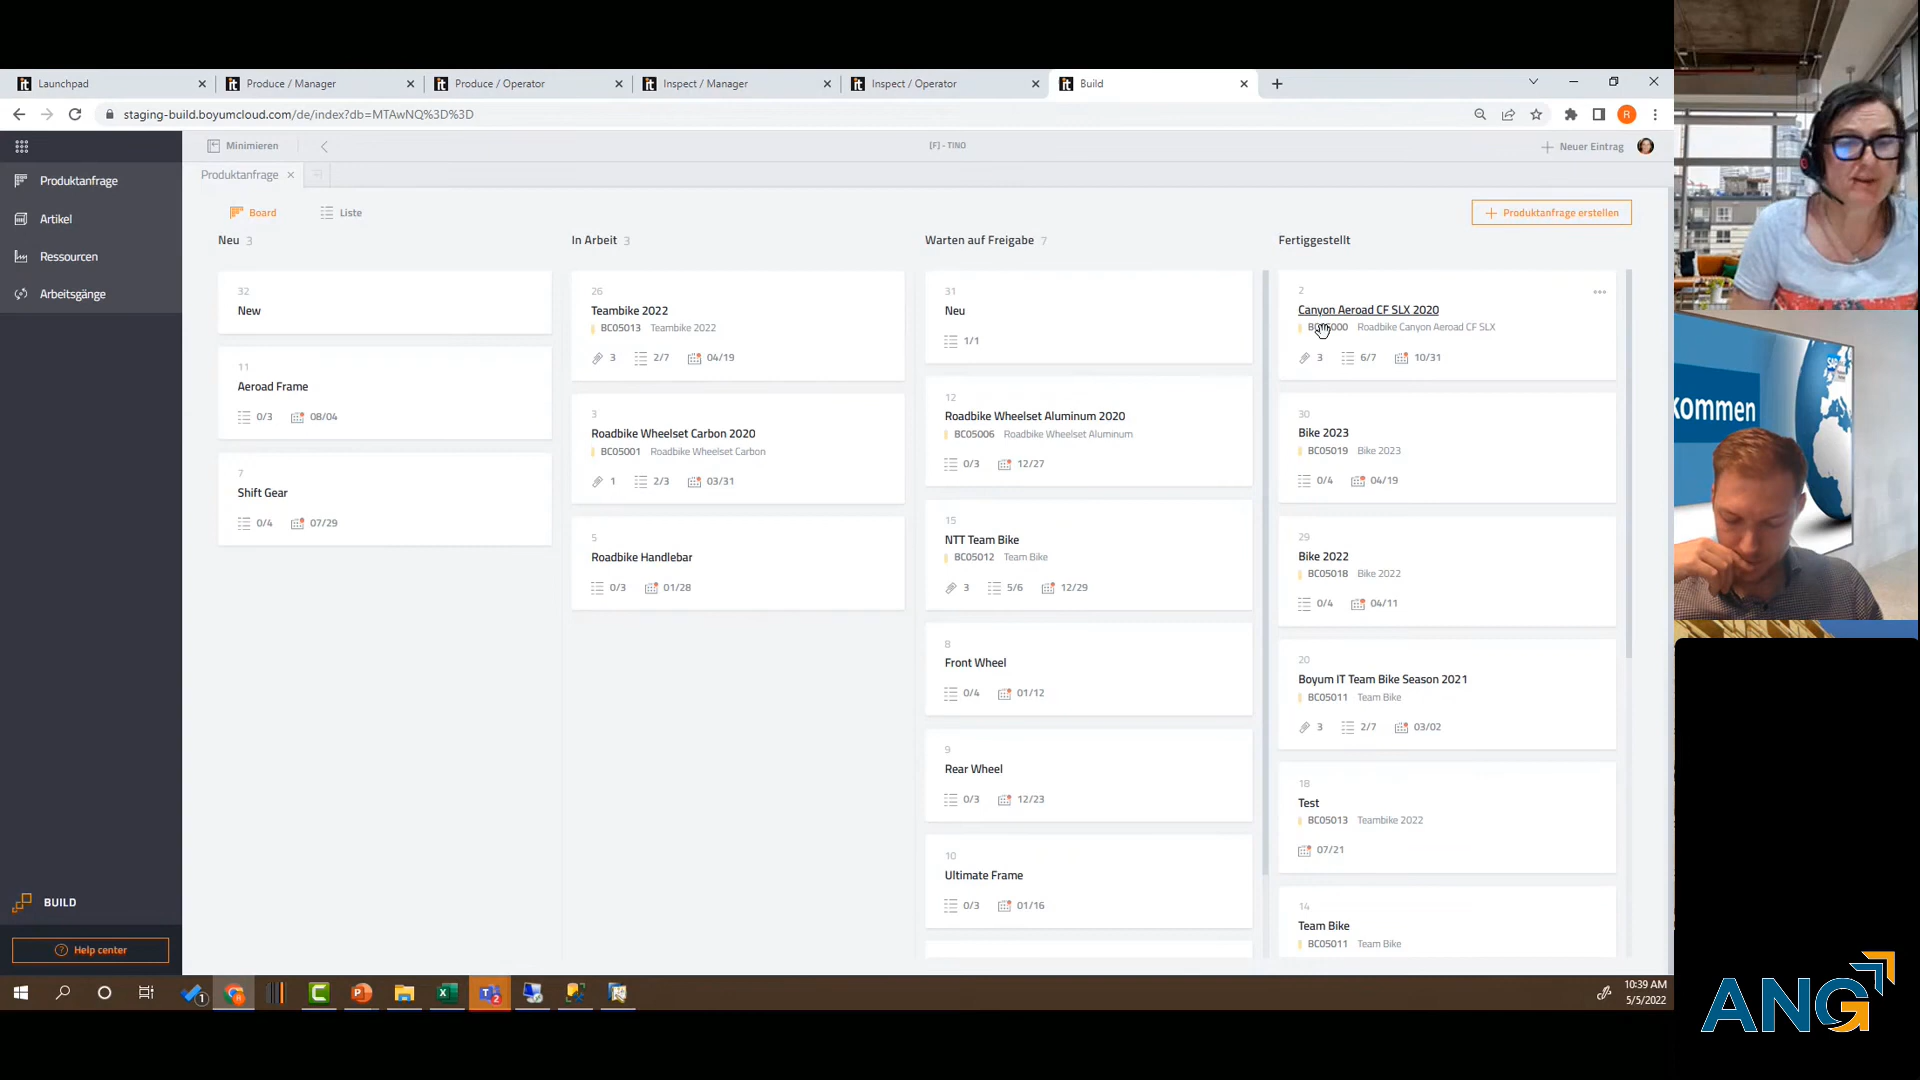 Launchpad
Produce / Manager
Produce / Operator
Inspect / Manager
Inspect / Operator
Build
staging-build.boyumcloud.com/de/index?db=MTAwNQ%3D%3D
R
Minimieren
[F] - TINO
Neuer Eintrag
Produktanfrage
Artikel
Ressourcen
Arbeitsgänge
Produktanfrage
Board
Liste
Produktanfrage erstellen
Neu 3
32
New
11
Aeroad Frame
0/3 08/04
7
Shift Gear
0/4 07/29
In Arbeit 3
26
Teambike 2022
BC05013 Teambike 2022
3 2/7 04/19
3
Roadbike Wheelset Carbon 2020
BC05001 Roadbike Wheelset Carbon
1 2/3 03/31
5
Roadbike Handlebar
0/3 01/28
Warten auf Freigabe 7
31
Neu
1/1
12
Roadbike Wheelset Aluminum 2020
BC05006 Roadbike Wheelset Aluminum
0/3 12/27
15
NTT Team Bike
BC05012 Team Bike
3 5/6 12/29
8
Front Wheel
0/4 01/12
9
Rear Wheel
0/3 12/23
10
Ultimate Frame
0/3 01/16
Fertiggestellt
2
Canyon Aeroad CF SLX 2020
Roadbike Canyon Aeroad CF SLX
3 6/7 10/31
30
Bike 2023
BC05019 Bike 2023
0/4 04/19
29
Bike 2022
BC05018 Bike 2022
0/4 04/11
20
Boyum IT Team Bike Season 2021
BC05011 Team Bike
3 2/7 03/02
18
Test
BC05013 Teambike 2022
07/21
14
Team Bike
BC05011 Team Bike
BUILD
Help center
10:39 AM
5/5/2022
kommen
SAP
ANG